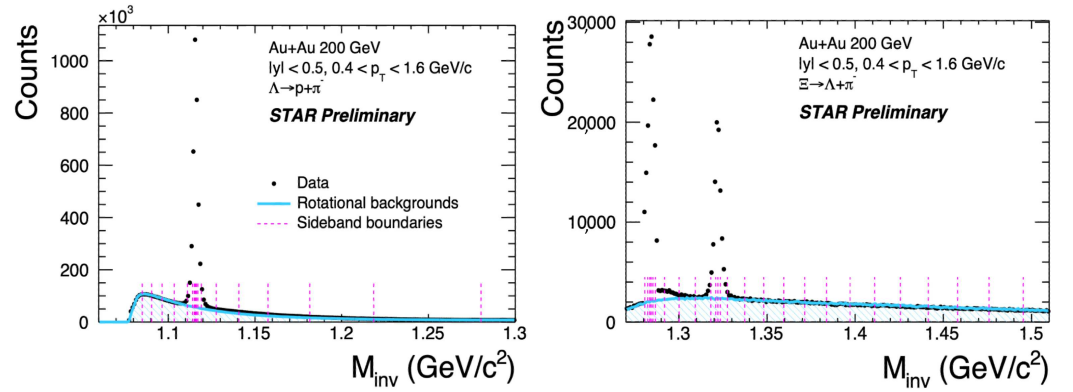 ×10³
Counts
1000
800
600
400
200
0
Au+Au 200 GeV
|y| < 0.5, 0.4 < p_T < 1.6 GeV/c
Λ→p+π⁻
STAR Preliminary
Data
Rotational backgrounds
Sideband boundaries
1.1
1.15
1.2
1.25
1.3
M_inv (GeV/c²)
Counts
30,000
20,000
10,000
0
Au+Au 200 GeV
|y| < 0.5, 0.4 < p_T < 1.6 GeV/c
Ξ→Λ+π⁻
STAR Preliminary
1.3
1.35
1.4
1.45
1.5
M_inv (GeV/c²)